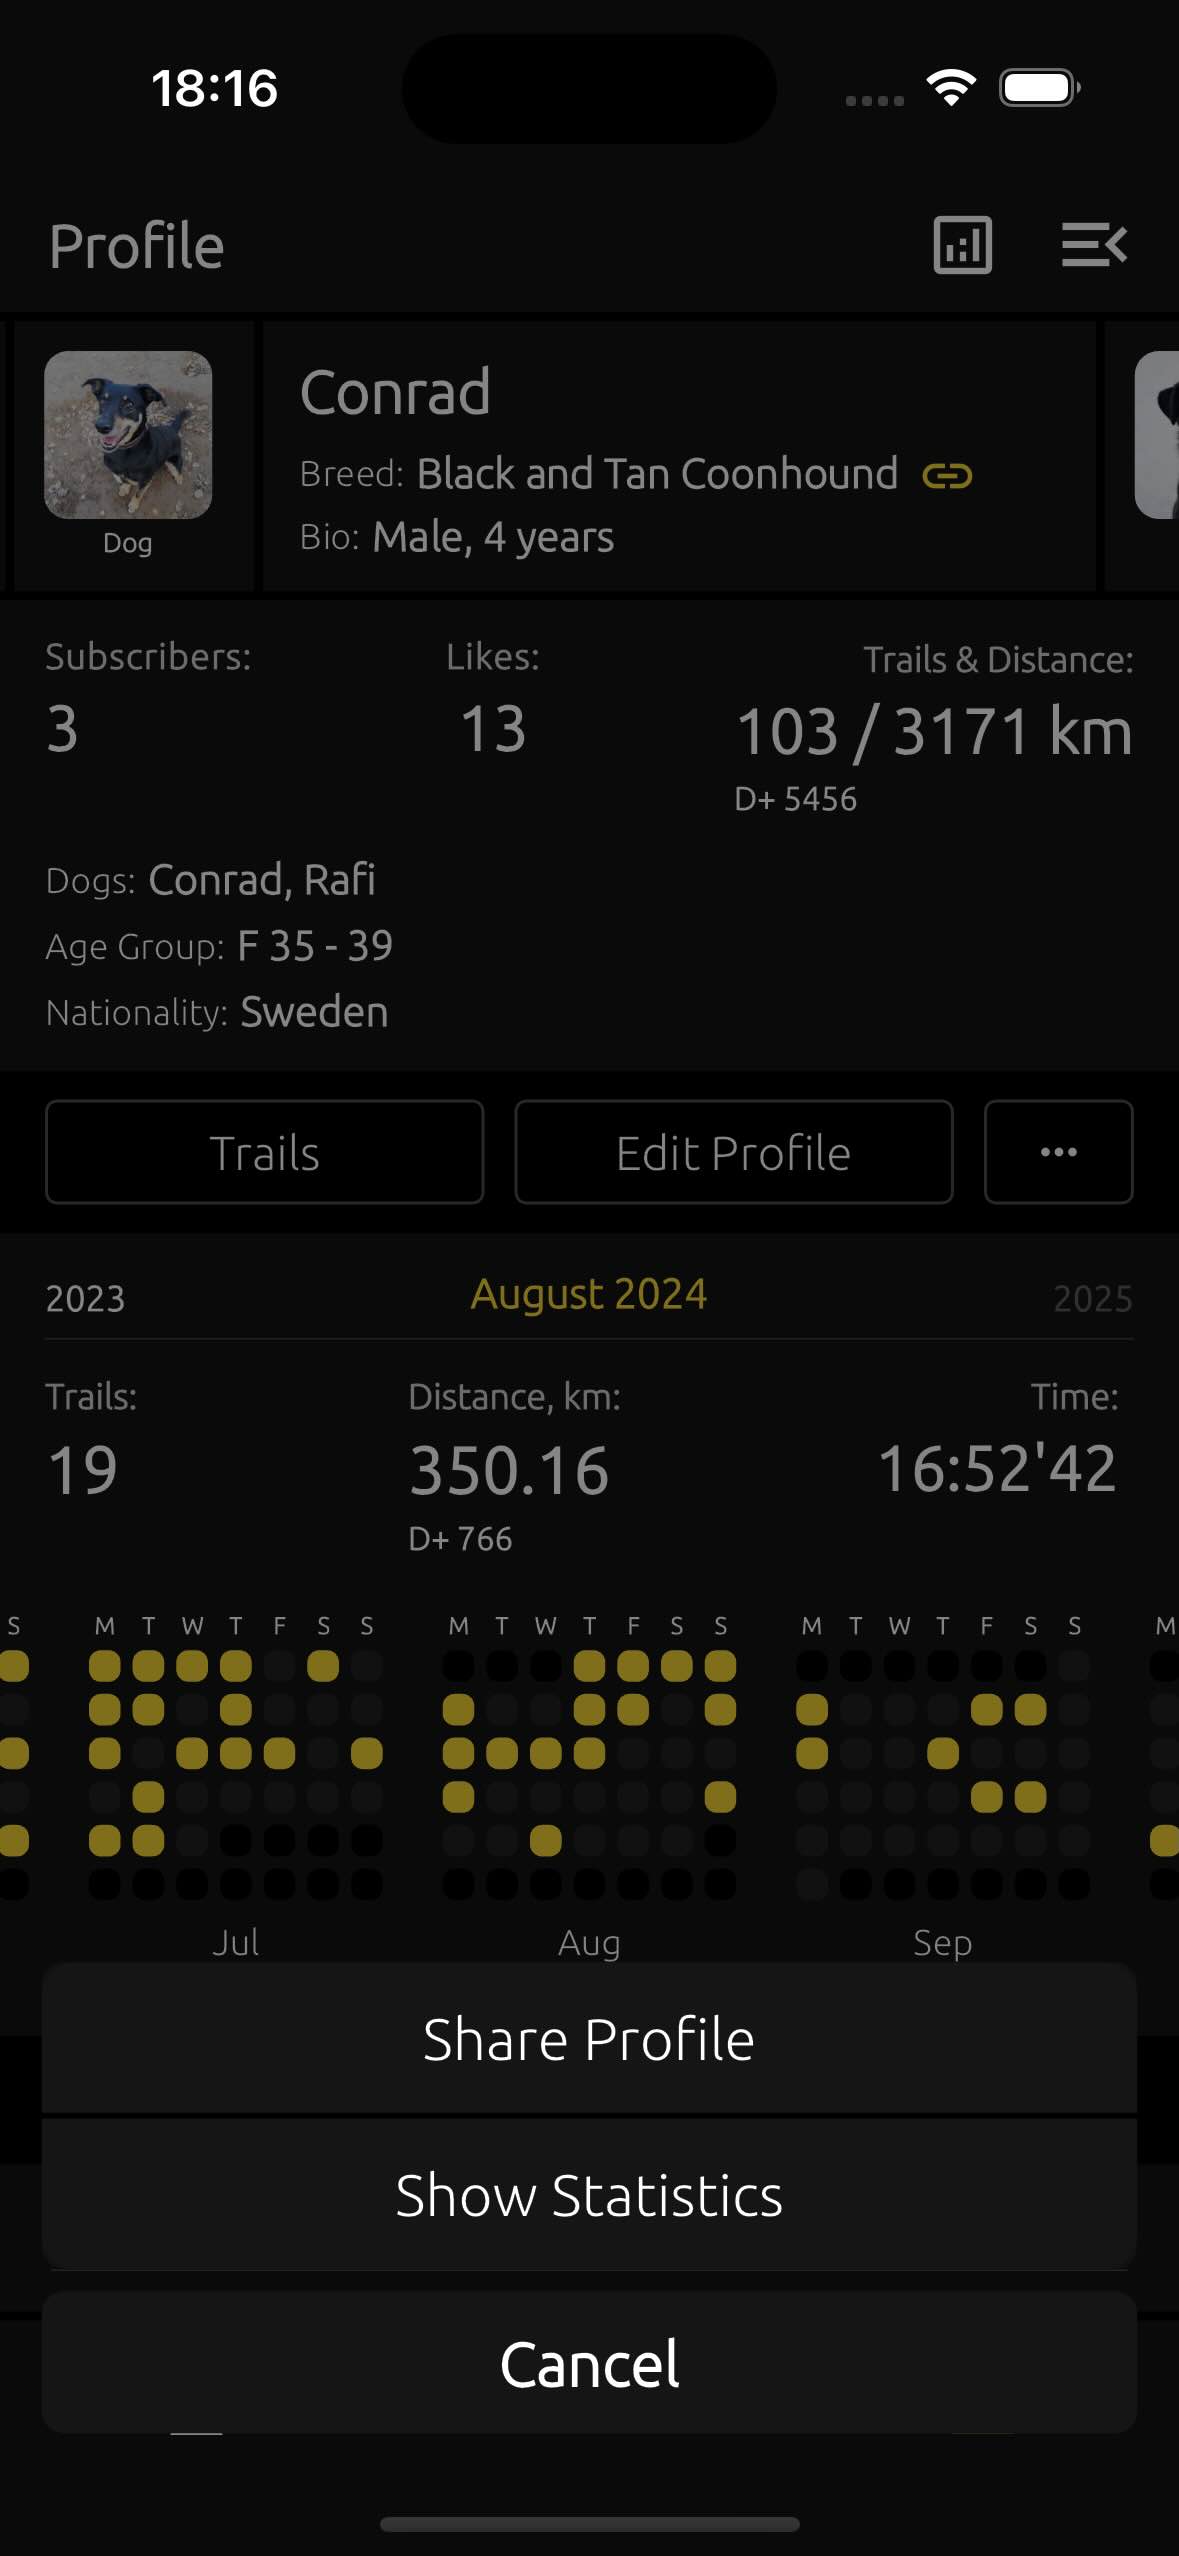 18:16
Profile
Conrad
Breed: Black and Tan Coonhound
Bio: Male, 4 years
Dog
Subscribers: Likes: Trails & Distance:
3 13 103 / 3171 km
D+ 5456
Dogs: Conrad, Rafi
Age Group: F 35 - 39
Nationality: Sweden
Trails Edit Profile ...
2023 August 2024 2025
Trails: Distance, km: Time:
19 350.16 16:52'42
D+ 766
S M T W T F S S M T W T F S S M T W T F S S M
Jul Aug Sep
Share Profile
Show Statistics
Cancel